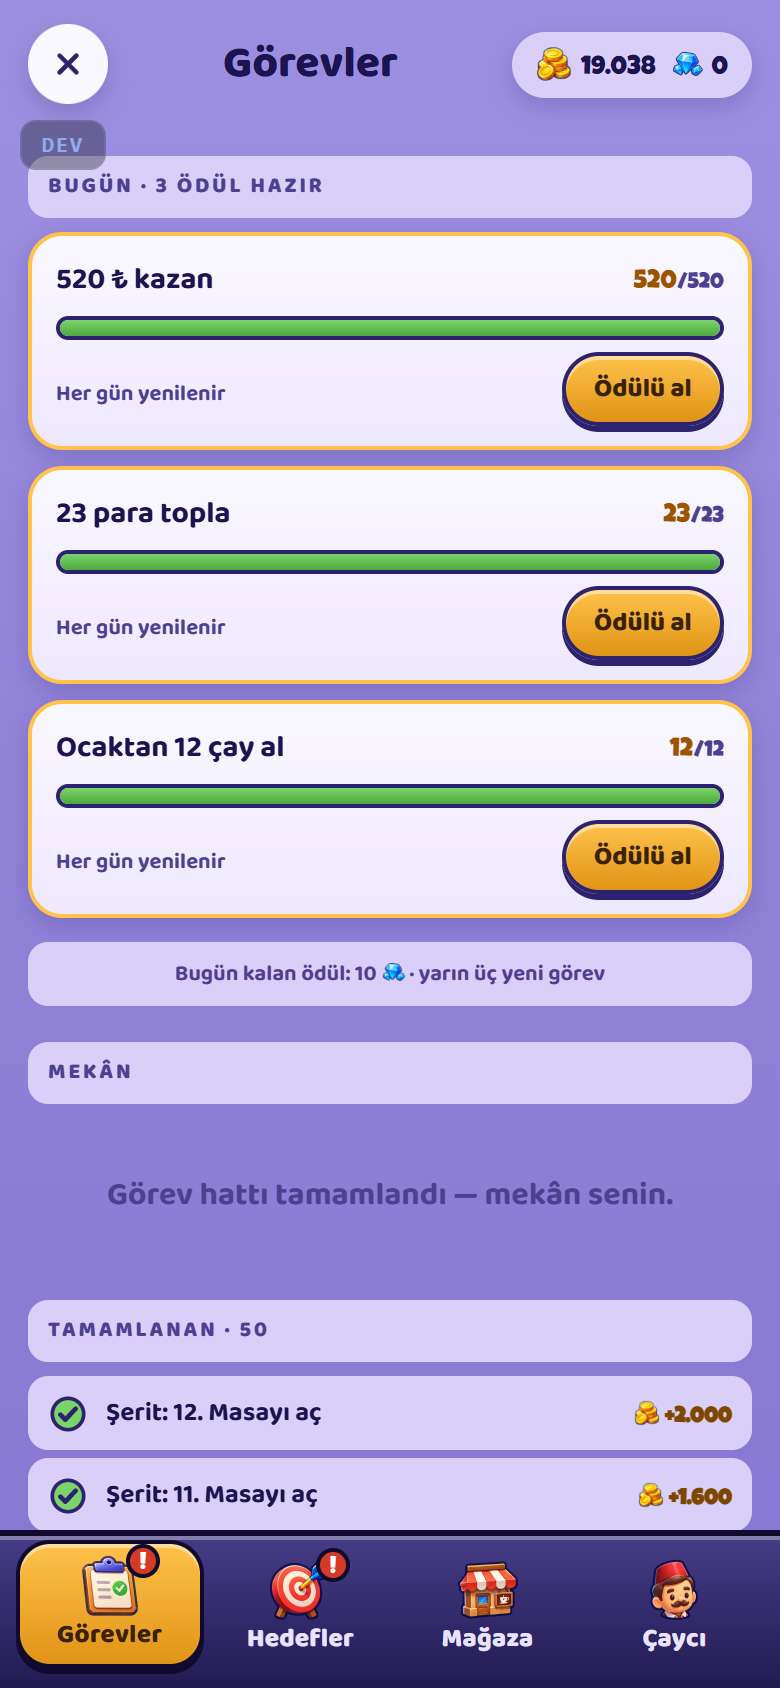 Görevler
19.038 0
DEV
BUGÜN · 3 ÖDÜL HAZIR
520 ₺ kazan 520/520
Her gün yenilenir Ödülü al
23 para topla 23/23
Her gün yenilenir Ödülü al
Ocaktan 12 çay al 12/12
Her gün yenilenir Ödülü al
Bugün kalan ödül: 10 · yarın üç yeni görev
MEKÂN
Görev hattı tamamlandı — mekân senin.
TAMAMLANAN · 50
Şerit: 12. Masayı aç +2.000
Şerit: 11. Masayı aç +1.600
! !
Görevler Hedefler Mağaza Çaycı